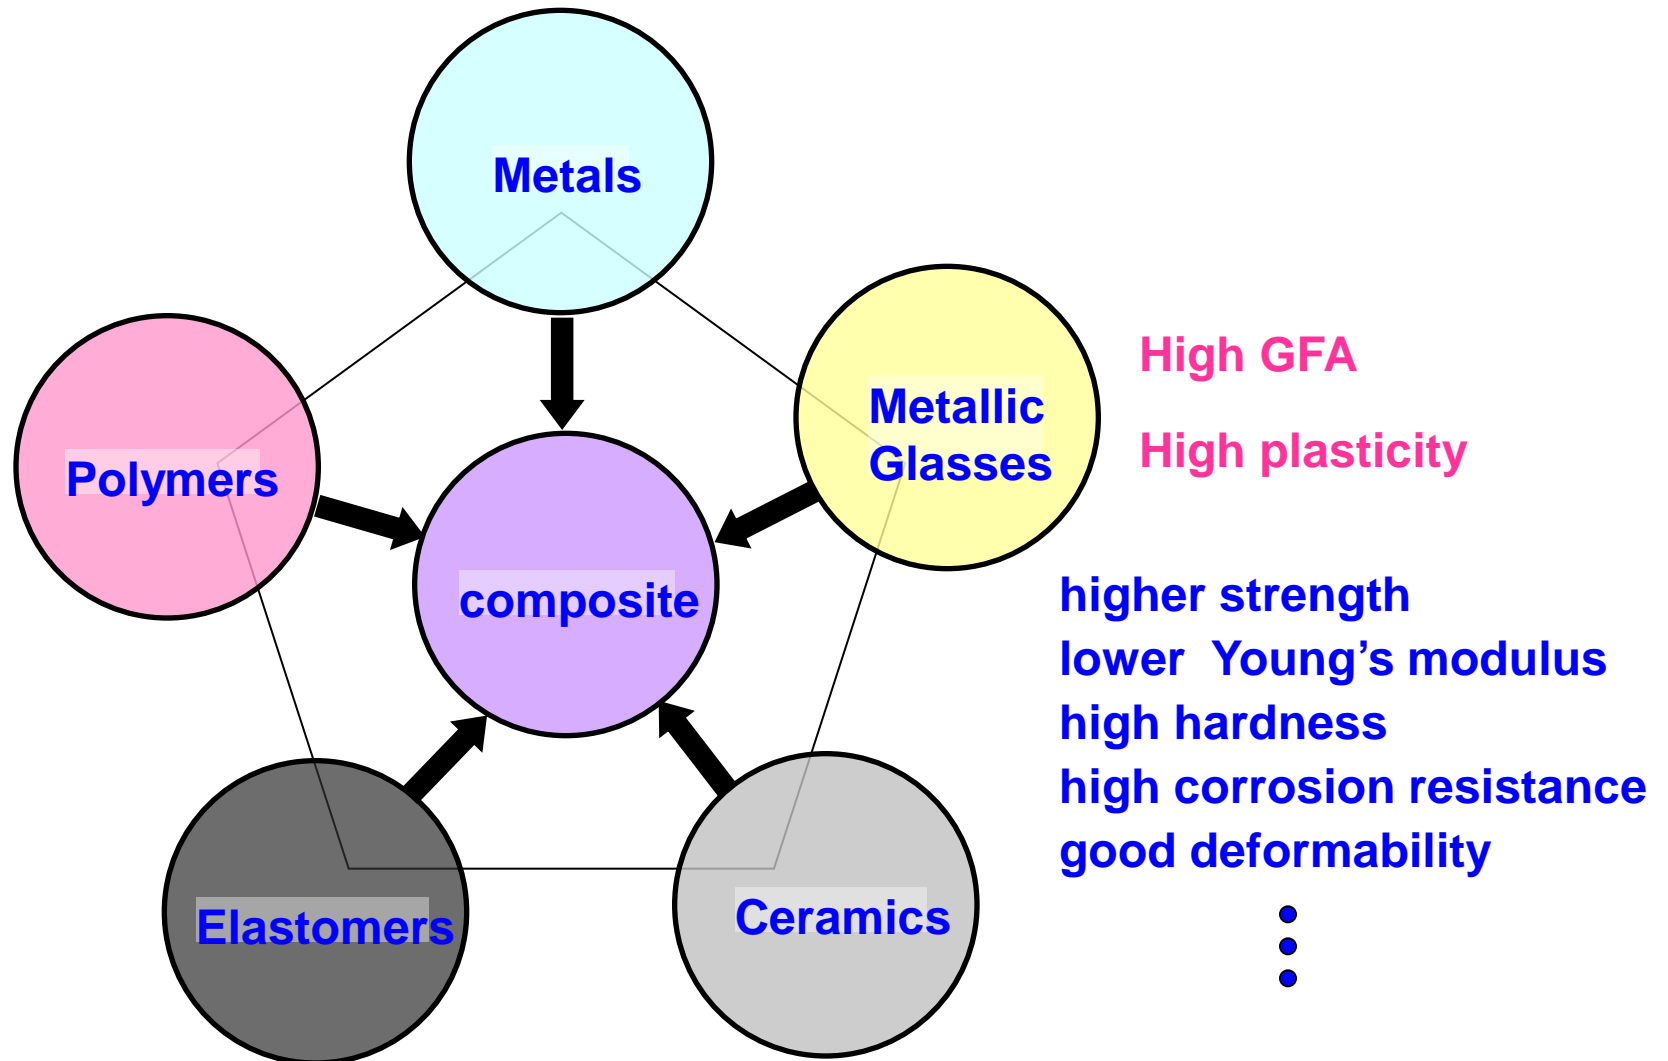 Metals
Metallic
Glasses
Polymers
composite
Elastomers
Ceramics
High GFA
High plasticity
higher strength
lower  Young’s modulus
high hardness
high corrosion resistance
good deformability